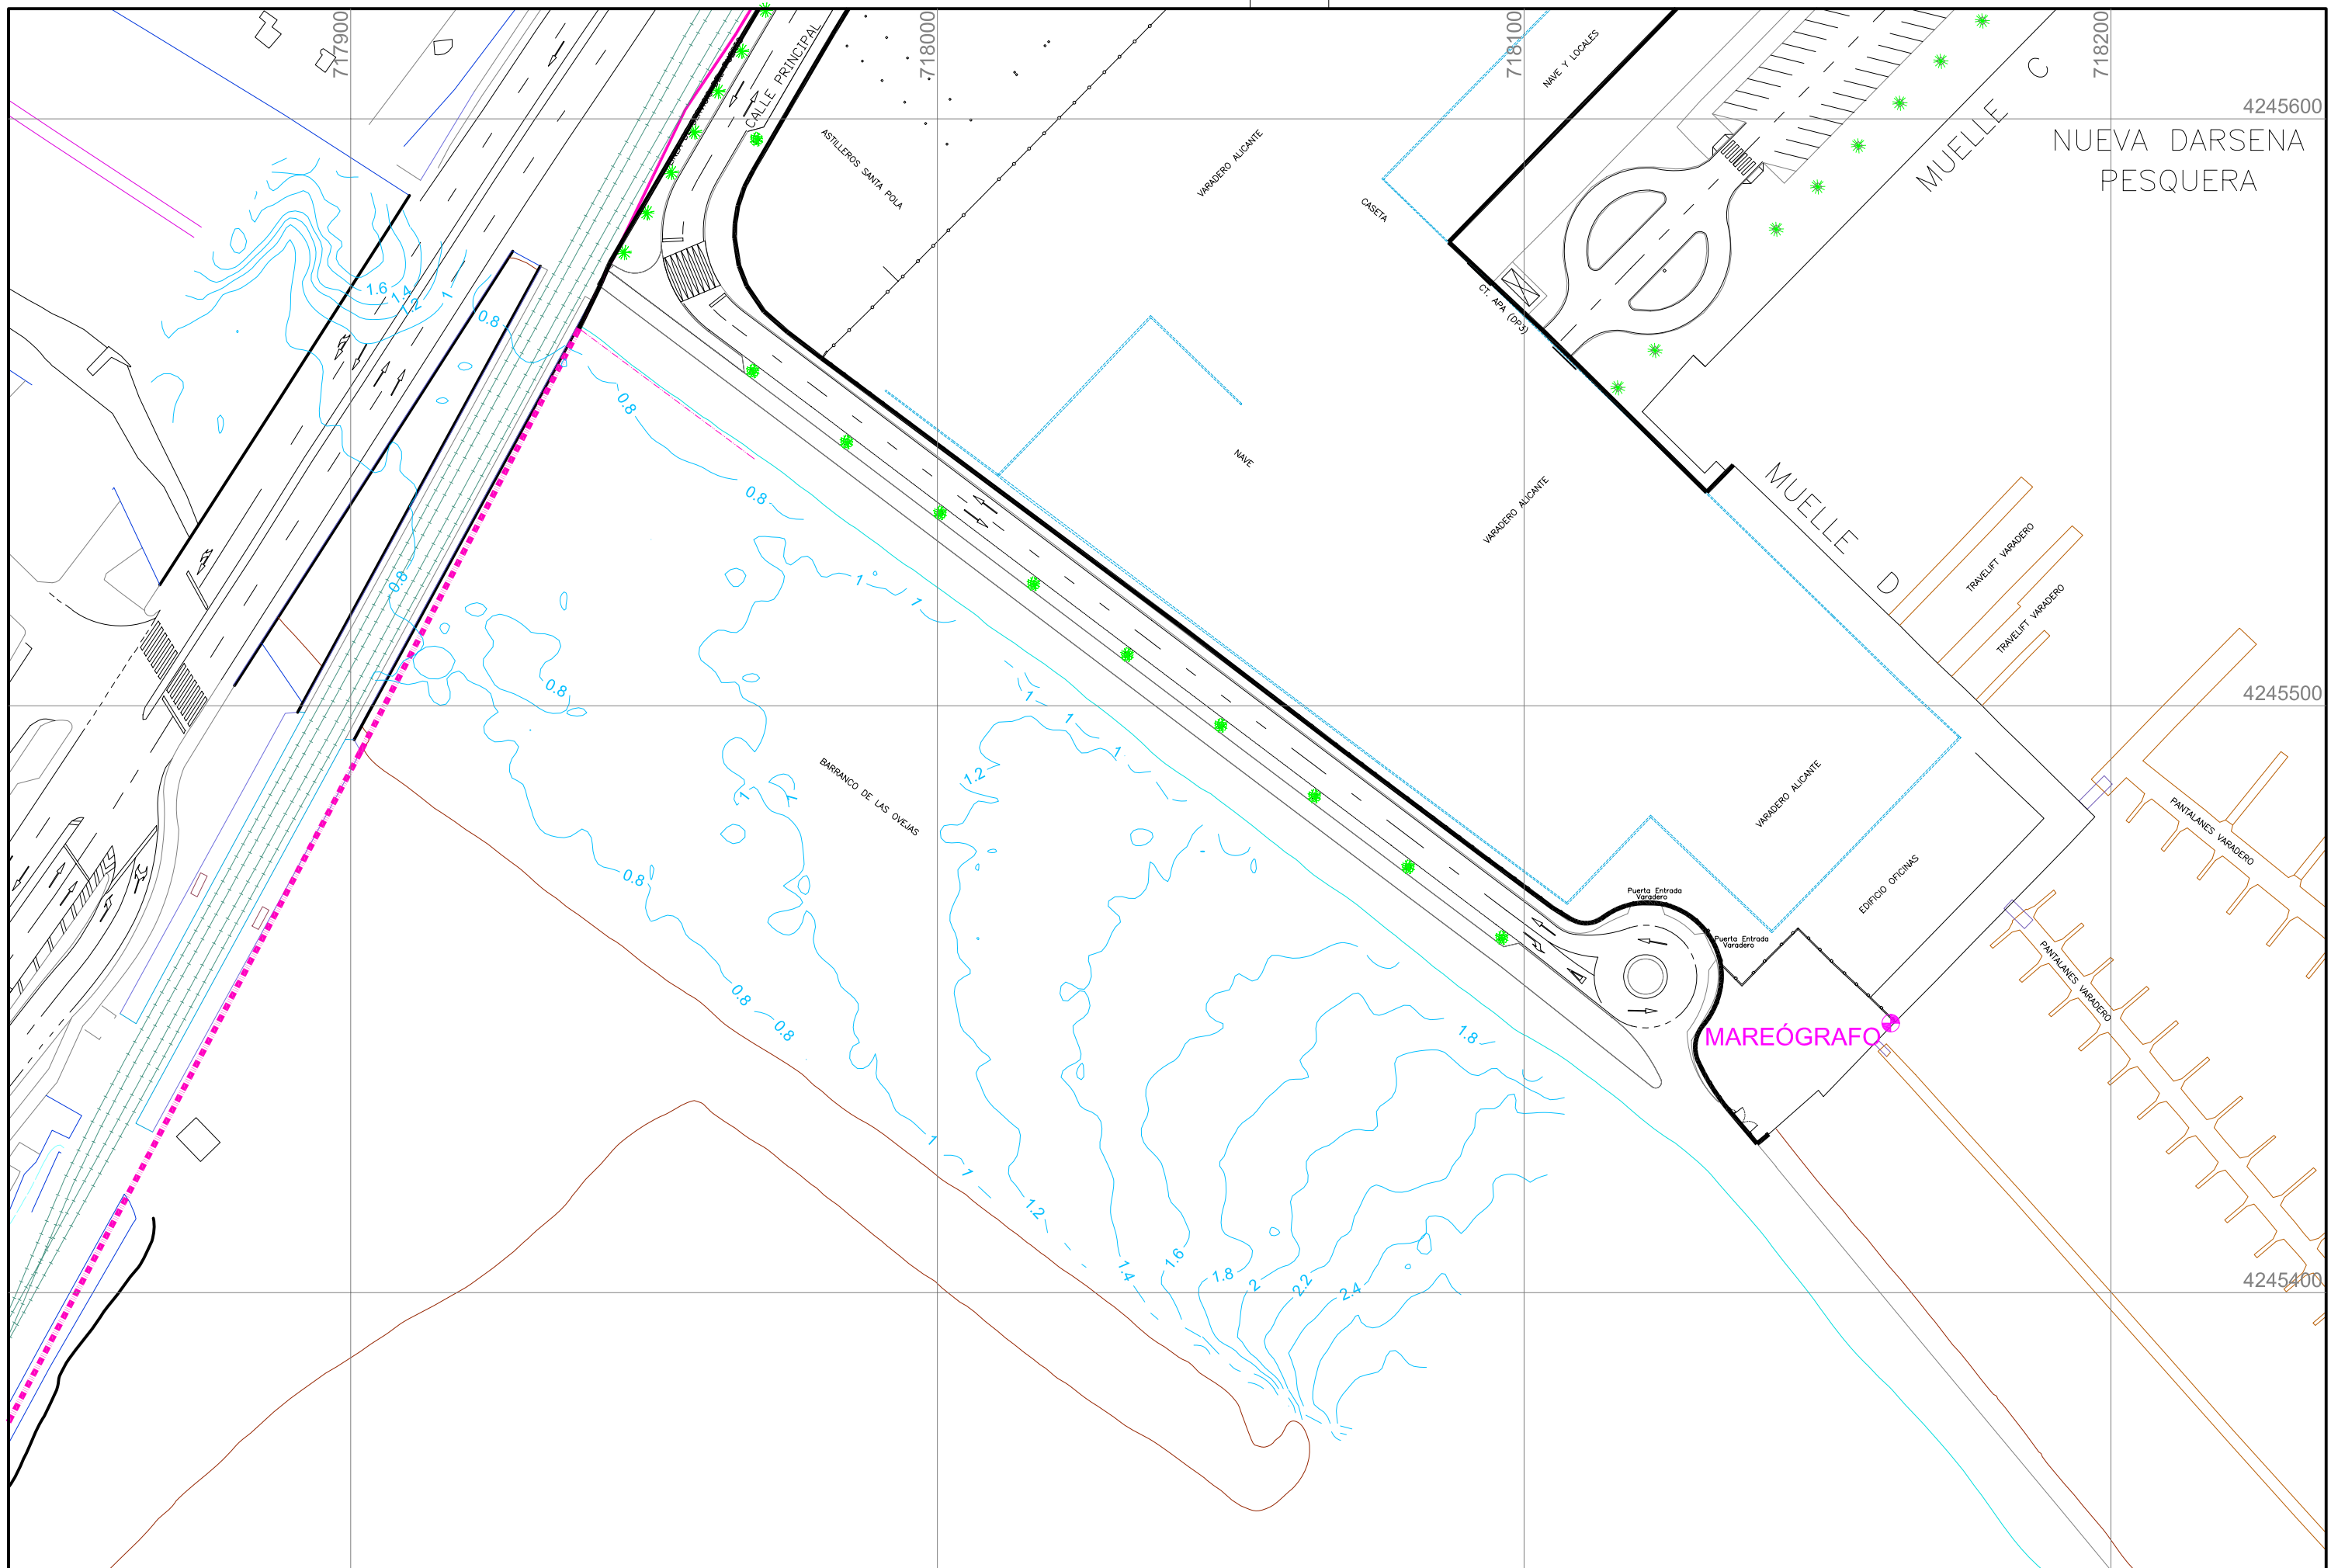 717900
718000
718100
718200
4245600
4245500
4245400
CALLE PRINCIPAL
ASTILLEROS SANTA POLA
VARADERO ALICANTE
NAVE Y LOCALES
CASETA
CT. APA (DP3)
MUELLE C
NUEVA DARSENA
PESQUERA
NAVE
VARADERO ALICANTE
MUELLE D
TRAVELIFT VARADERO
TRAVELIFT VARADERO
BARRANCO DE LAS OVEJAS
VARADERO ALICANTE
EDIFICIO OFICINAS
PANTALANES VARADERO
PANTALANES VARADERO
Puerta Entrada
Varadero
Puerta Entrada
Varadero
MAREÓGRAFO
1.6
1.4
1.2
1
0.8
0.8
0.8
0.8
1
1
0.8
1
1
1
1.2
1
1
0.8
0.8
0.8
1.8
1
1
1.2
1.4
1.6
1.8
2
2.2
2.4